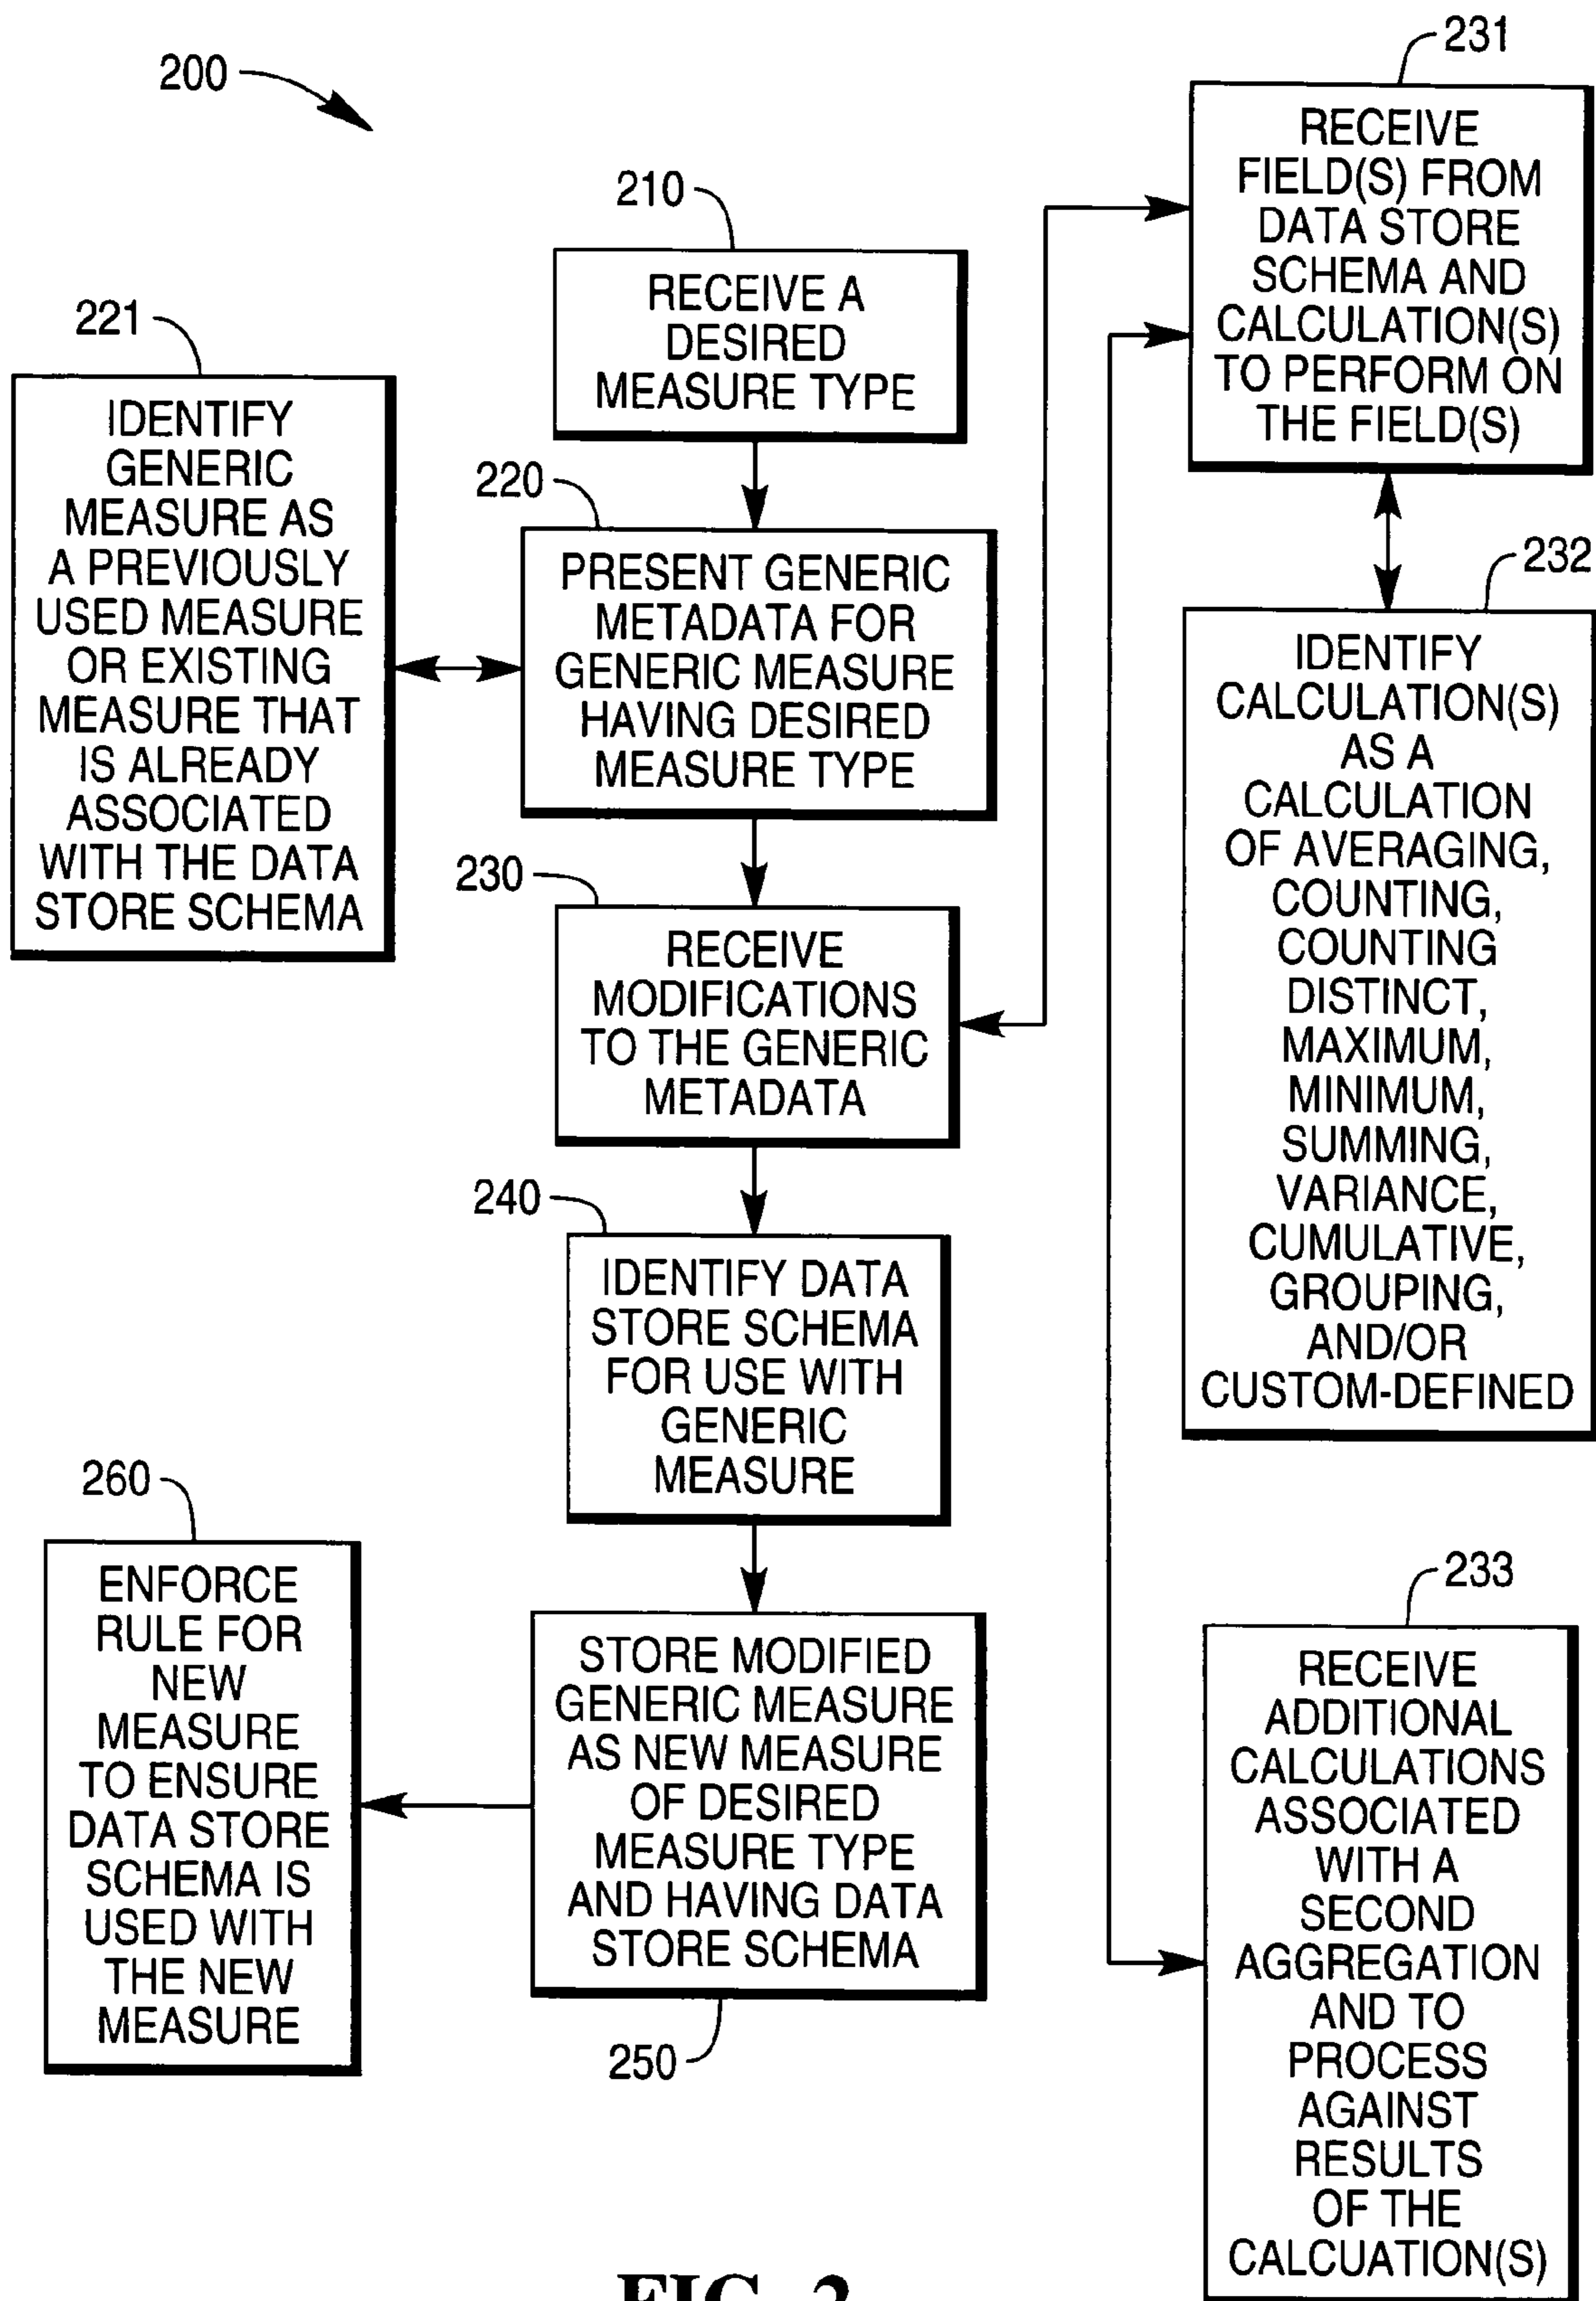 200
210
RECEIVE A
DESIRED
MEASURE TYPE
220
PRESENT GENERIC
METADATA FOR
GENERIC MEASURE
HAVING DESIRED
MEASURE TYPE
221
IDENTIFY
GENERIC
MEASURE AS
A PREVIOUSLY
USED MEASURE
OR EXISTING
MEASURE THAT
IS ALREADY
ASSOCIATED
WITH THE DATA
STORE SCHEMA
230
RECEIVE
MODIFICATIONS
TO THE GENERIC
METADATA
231
RECEIVE
FIELD(S) FROM
DATA STORE
SCHEMA AND
CALCULATION(S)
TO PERFORM ON
THE FIELD(S)
232
IDENTIFY
CALCULATION(S)
AS A
CALCULATION
OF AVERAGING,
COUNTING,
COUNTING
DISTINCT,
MAXIMUM,
MINIMUM,
SUMMING,
VARIANCE,
CUMULATIVE,
GROUPING,
AND/OR
CUSTOM-DEFINED
233
RECEIVE
ADDITIONAL
CALCULATIONS
ASSOCIATED
WITH A
SECOND
AGGREGATION
AND TO
PROCESS
AGAINST
RESULTS
OF THE
CALCUATION(S)
240
IDENTIFY DATA
STORE SCHEMA
FOR USE WITH
GENERIC
MEASURE
STORE MODIFIED
GENERIC MEASURE
AS NEW MEASURE
OF DESIRED
MEASURE TYPE
AND HAVING DATA
STORE SCHEMA
250
260
ENFORCE
RULE FOR
NEW
MEASURE
TO ENSURE
DATA STORE
SCHEMA IS
USED WITH
THE NEW
MEASURE
FIG.